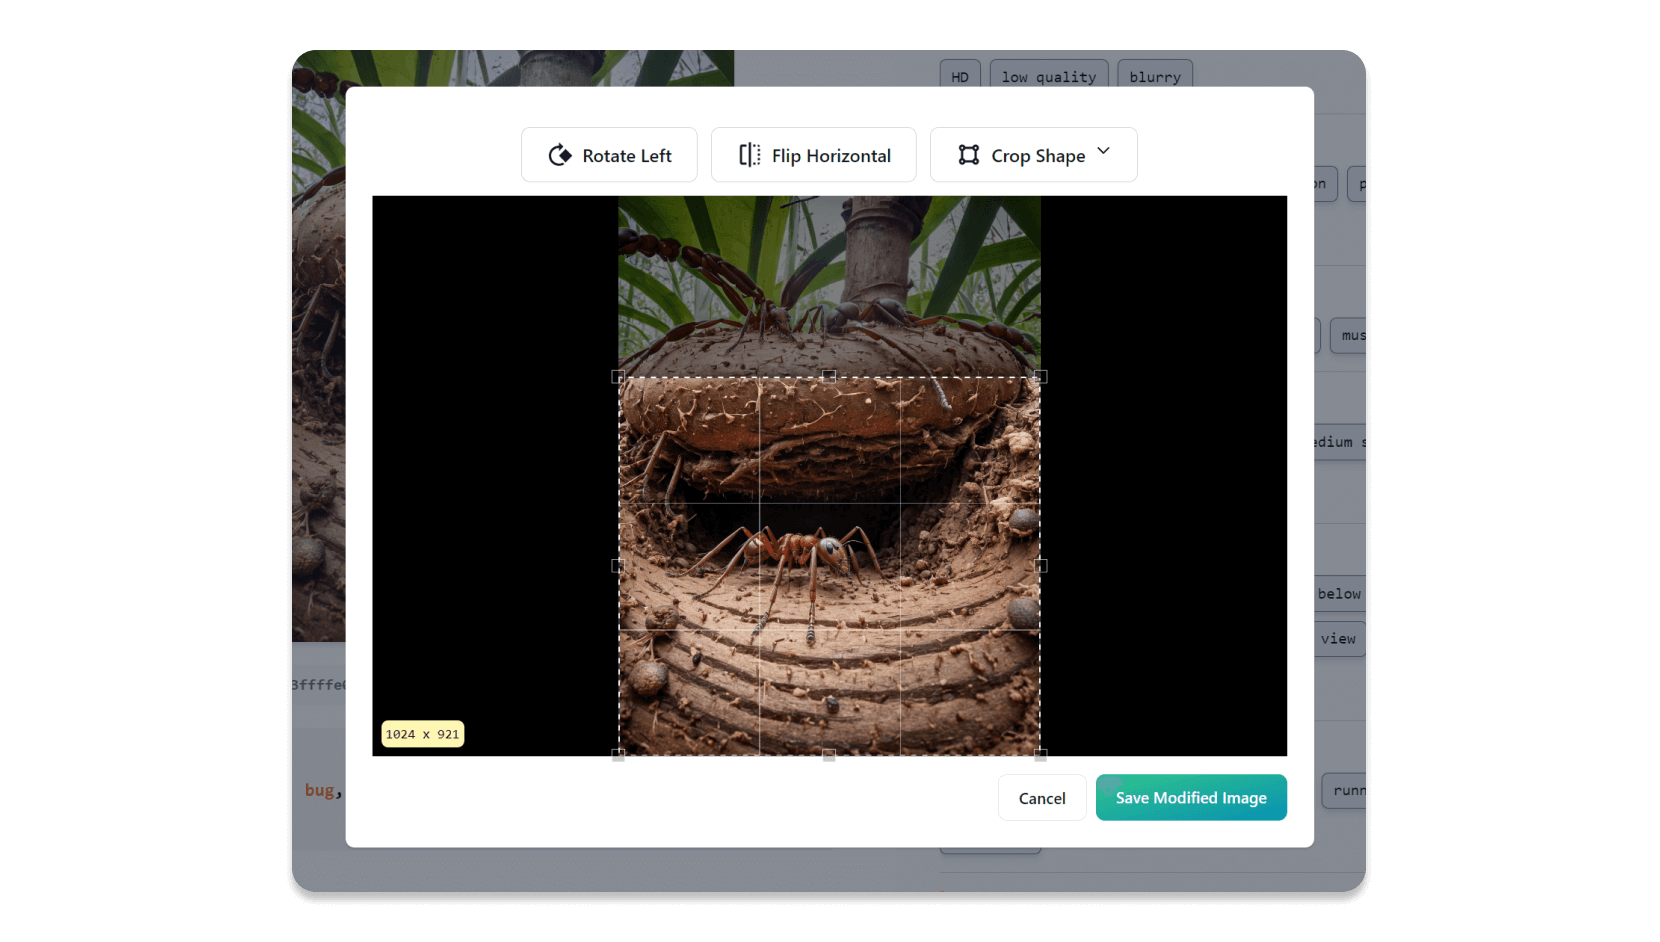 HD low quality blurry
Rotate Left Flip Horizontal Crop Shape
on p
mus
edium s
below
view
3ffffe
1024 x 921
bug,
runn
Cancel Save Modified Image